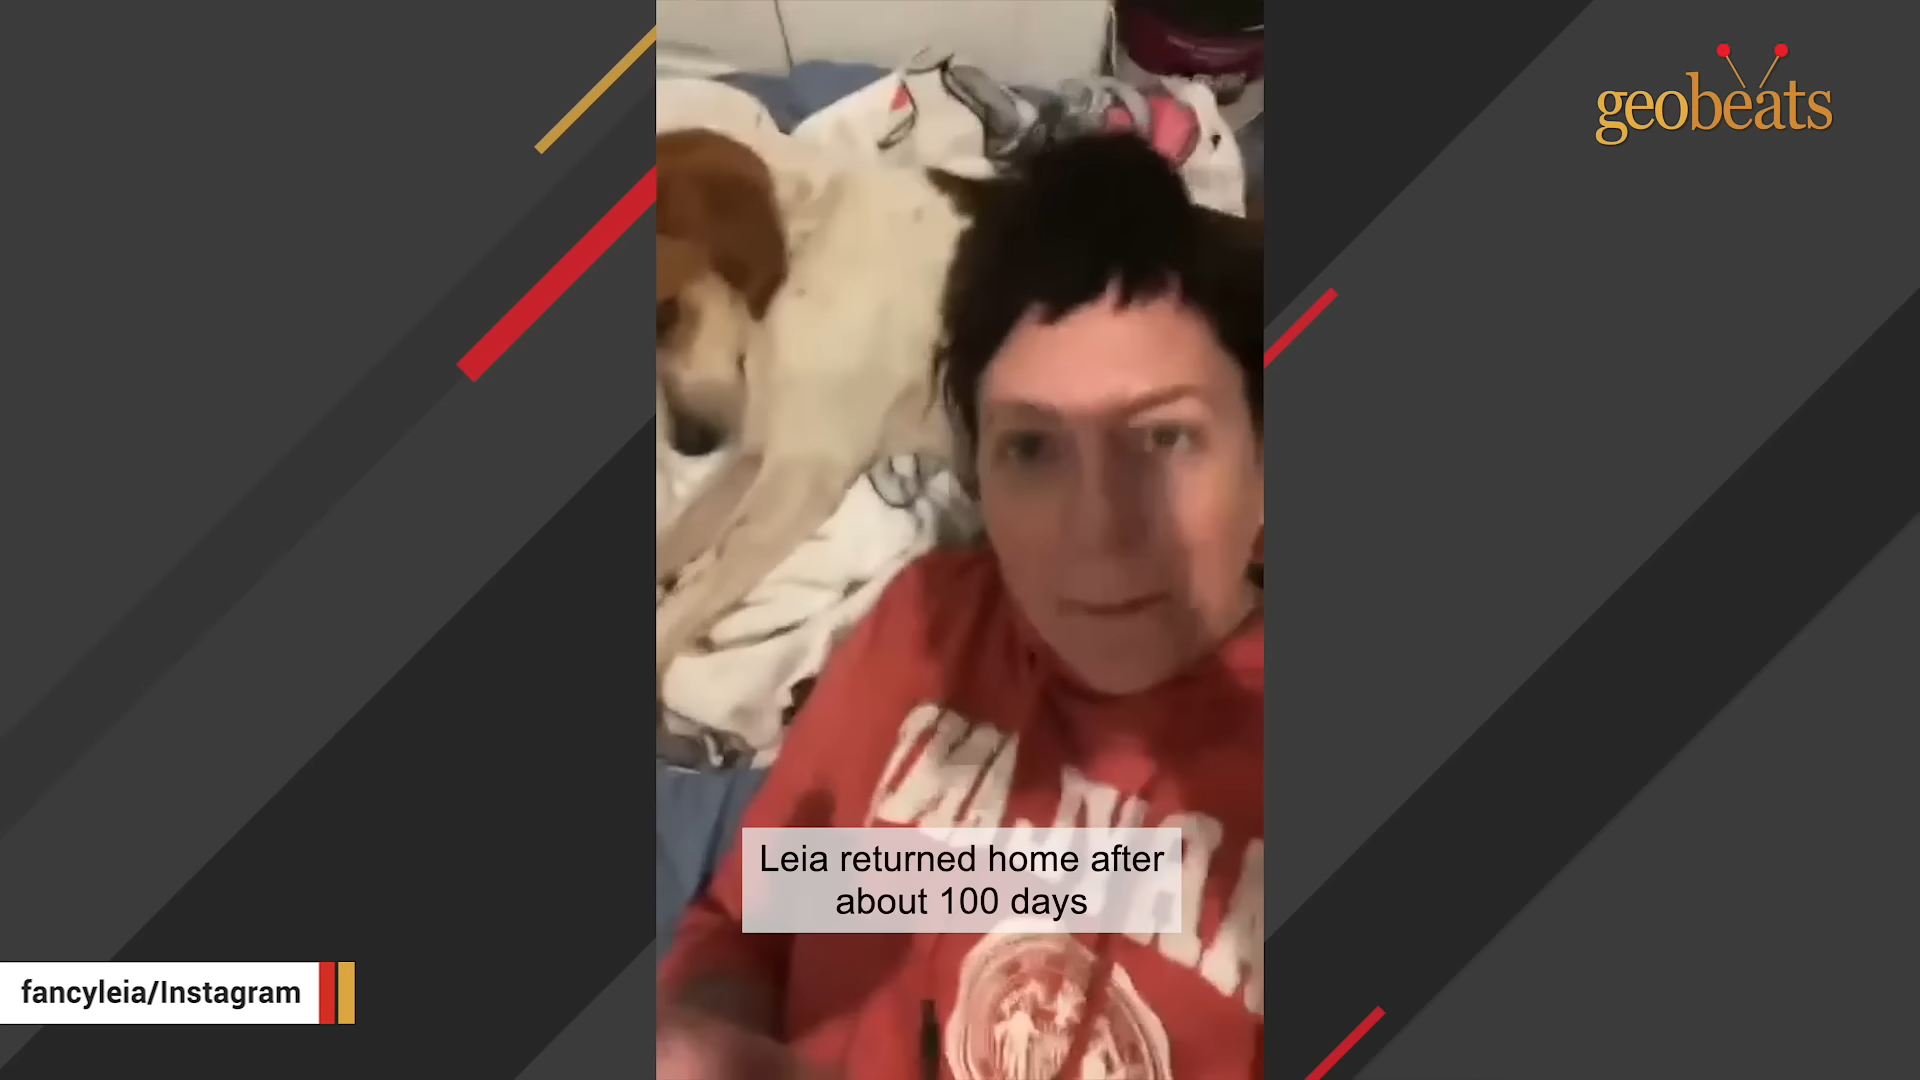 geobeats
Leia returned home after
about 100 days
fancyleia/Instagram